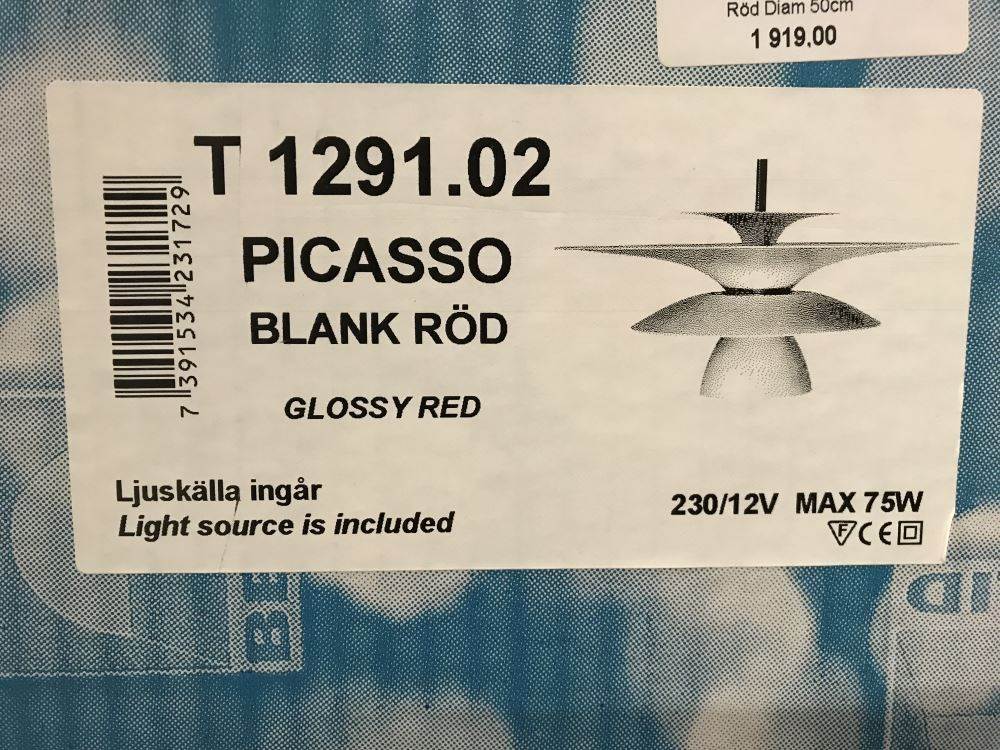 Röd Diam 50cm
1 919,00
T 1291.02
PICASSO
BLANK RÖD
GLOSSY RED
7 391534 231729
Ljuskälla ingår
Light source is included
230/12V MAX 75W
F CE